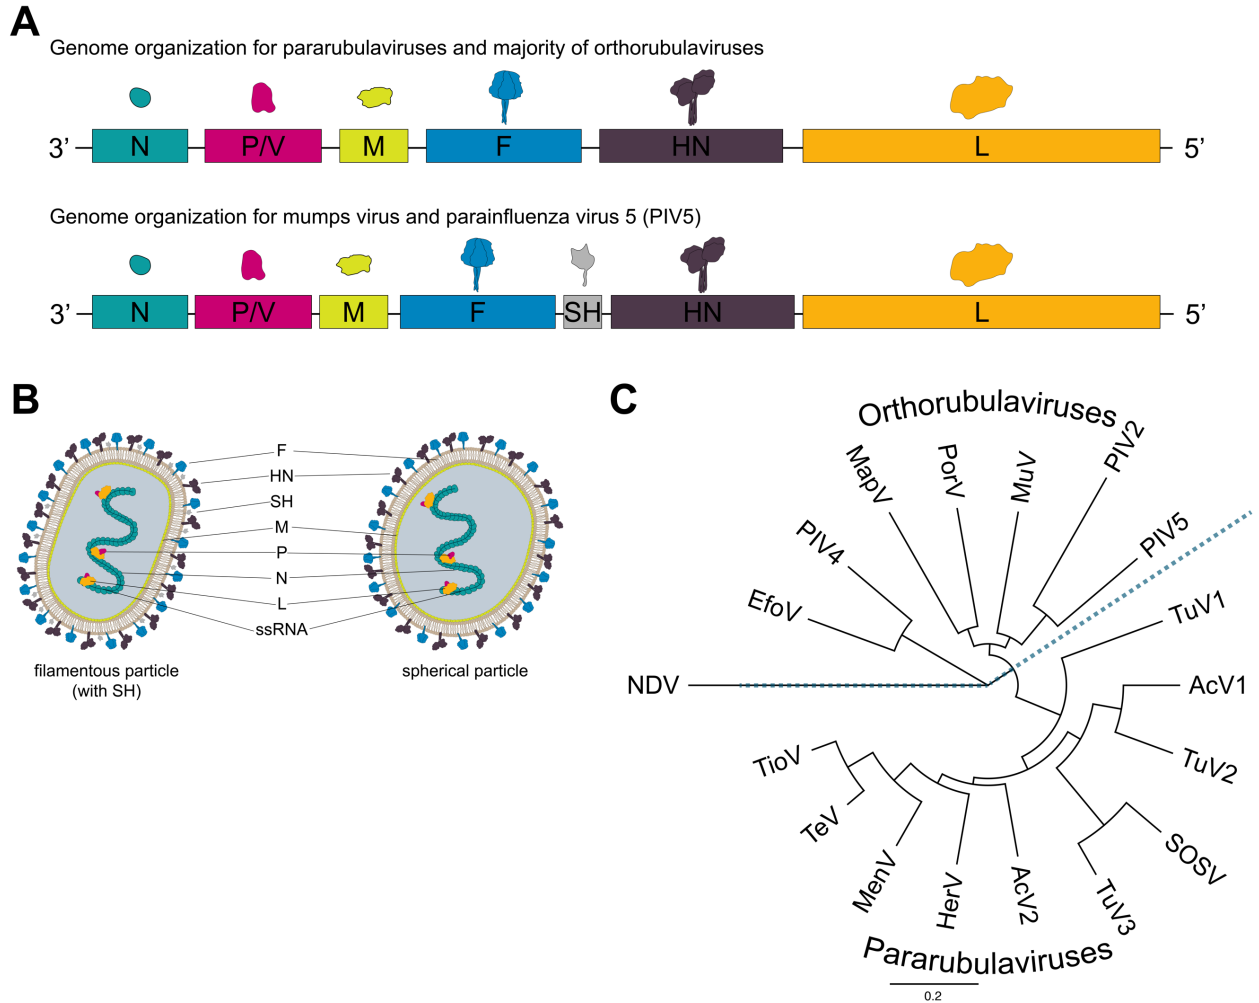 A
Genome organization for pararubulaviruses and majority of orthorubulaviruses
3’ N P/V M F HN L 5’
Genome organization for mumps virus and parainfluenza virus 5 (PIV5)
3’ N P/V M F SH HN L 5’
B
F
HN
SH
M
P
N
L
ssRNA
filamentous particle
(with SH)
spherical particle
C
Orthorubulaviruses
NDV
EfoV
PIV4
MapV
PorV
MuV
PIV2
PIV5
TuV1
AcV1
TuV2
SOSV
TuV3
AcV2
HerV
MenV
TeV
TioV
Pararubulaviruses
0.2